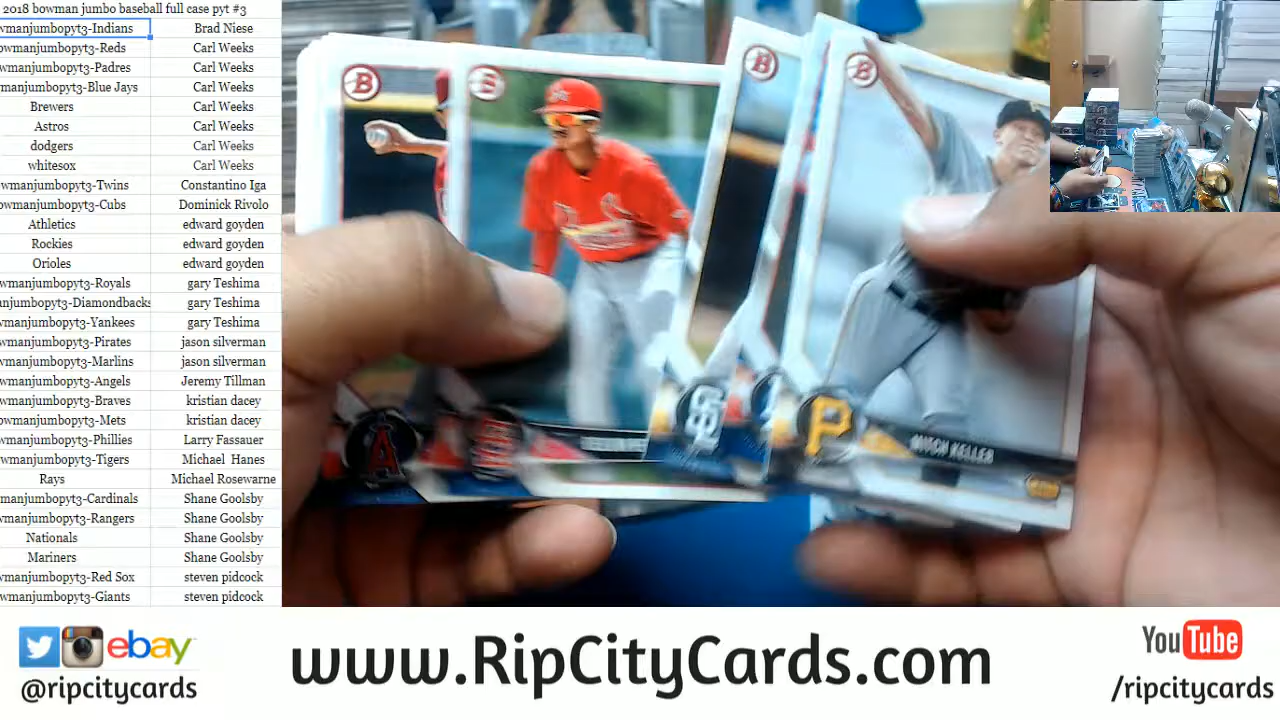 2018 bowman jumbo baseball full case pyt #3
wmanjumbopyt3-Indians Brad Niese
owmanjumbopyt3-Reds Carl Weeks
wmanjumbopyt3-Padres Carl Weeks
manjumbopyt3-Blue Jays Carl Weeks
Brewers Carl Weeks
Astros Carl Weeks
dodgers Carl Weeks
whitesox Carl Weeks
wmanjumbopyt3-Twins Constantino Iga
owmanjumbopyt3-Cubs Dominick Rivolo
Athletics edward goyden
Rockies edward goyden
Orioles edward goyden
wmanjumbopyt3-Royals gary Teshima
anjumbopyt3-Diamondbacks gary Teshima
wmanjumbopyt3-Yankees gary Teshima
wmanjumbopyt3-Pirates jason silverman
wmanjumbopyt3-Marlins jason silverman
wmanjumbopyt3-Angels Jeremy Tillman
wmanjumbopyt3-Braves kristian dacey
owmanjumbopyt3-Mets kristian dacey
wmanjumbopyt3-Phillies Larry Fassauer
wmanjumbopyt3-Tigers Michael Hanes
Rays Michael Rosewarne
manjumbopyt3-Cardinals Shane Goolsby
wmanjumbopyt3-Rangers Shane Goolsby
Nationals Shane Goolsby
Mariners Shane Goolsby
wmanjumbopyt3-Red Sox steven pidcock
wmanjumbopyt3-Giants steven pidcock
B
B
B
B
A
SD
P
MITCH KELLER
ebay
@ripcitycards
www.RipCityCards.com
YouTube
/ripcitycards